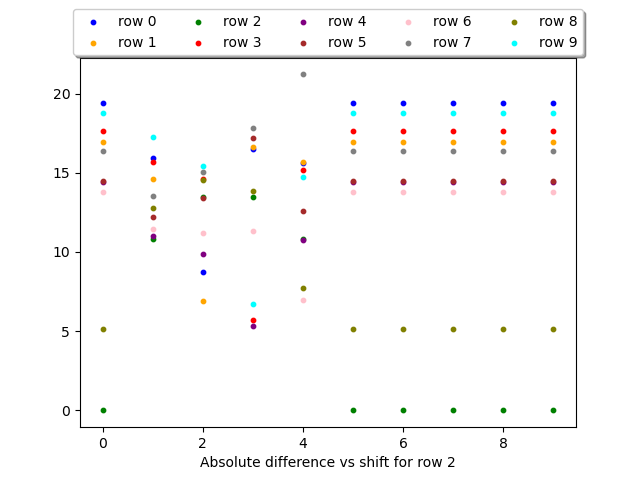 row 0 row 2 row 4 row 6 row 8
row 1 row 3 row 5 row 7 row 9
20
15
10
5
0
0 2 4 6 8
Absolute difference vs shift for row 2